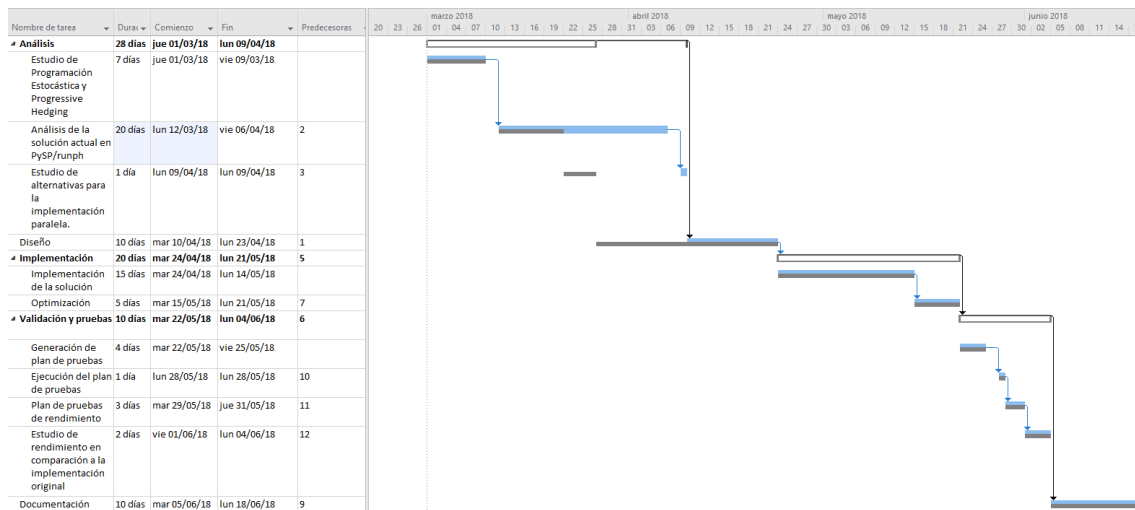 marzo 2018 abril 2018 mayo 2018 junio 2018
Nombre de tarea Durac Comienzo Fin Predecesoras 20 23 26 01 04 07 10 13 16 19 22 25 28 31 03 06 09 12 15 18 21 24 27 30 03 06 09 12 15 18 21 24 27 30 02 05 08 11 14
Análisis 28 días jue 01/03/18 lun 09/04/18
Estudio de 7 días jue 01/03/18 vie 09/03/18
Programación
Estocástica y
Progressive
Hedging
Análisis de la 20 días lun 12/03/18 vie 06/04/18 2
solución actual en
PySP/runph
Estudio de 1 día lun 09/04/18 lun 09/04/18 3
alternativas para
la
implementación
paralela.
Diseño 10 días mar 10/04/18 lun 23/04/18 1
Implementación 20 días mar 24/04/18 lun 21/05/18 5
Implementación 15 días mar 24/04/18 lun 14/05/18
de la solución
Optimización 5 días mar 15/05/18 lun 21/05/18 7
Validación y pruebas 10 días mar 22/05/18 lun 04/06/18 6
Generación de 4 días mar 22/05/18 vie 25/05/18
plan de pruebas
Ejecución del plan 1 día lun 28/05/18 lun 28/05/18 10
de pruebas
Plan de pruebas 3 días mar 29/05/18 jue 31/05/18 11
de rendimiento
Estudio de 2 días vie 01/06/18 lun 04/06/18 12
rendimiento en
comparación a la
implementación
original
Documentación 10 días mar 05/06/18 lun 18/06/18 9